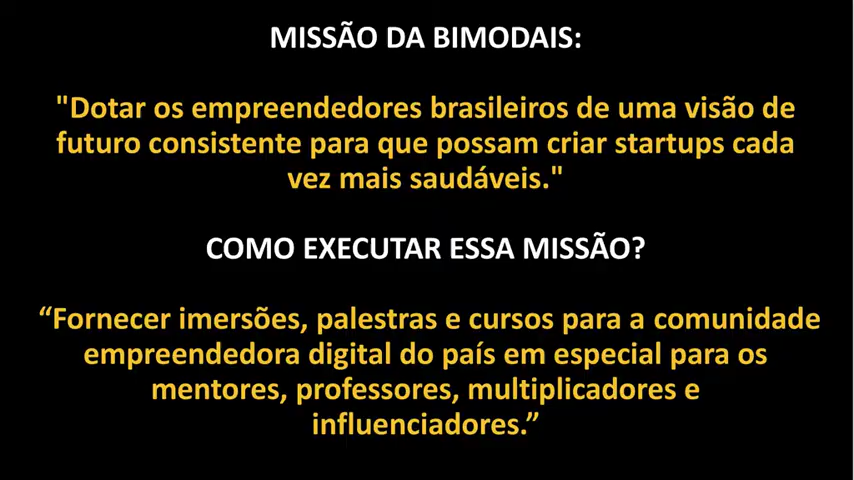 MISSÃO DA BIMODAIS:
"Dotar os empreendedores brasileiros de uma visão de
futuro consistente para que possam criar startups cada
vez mais saudáveis."
COMO EXECUTAR ESSA MISSÃO?
“Fornecer imersões, palestras e cursos para a comunidade
empreendedora digital do país em especial para os
mentores, professores, multiplicadores e
influenciadores.”